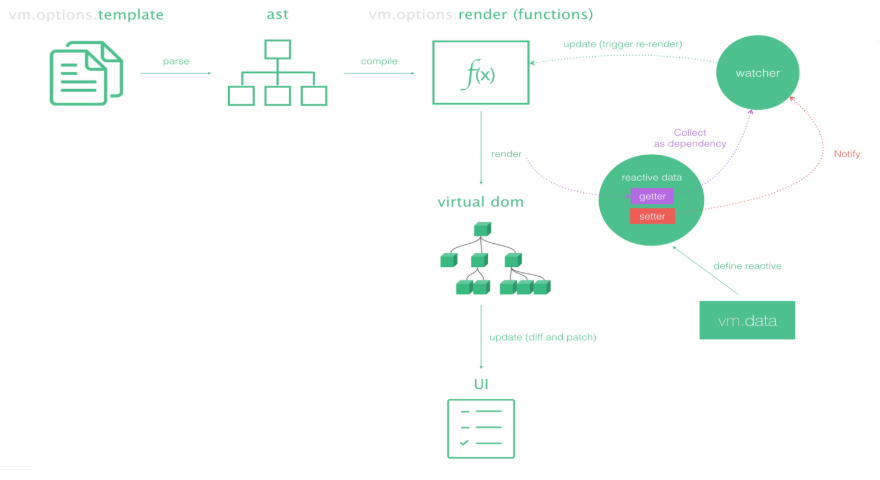 vm.options.template
ast
vm.options.render (functions)
parse
compile
f(x)
update (trigger re-render)
watcher
Collect
as dependency
Notify
render
reactive data
getter
setter
virtual dom
define reactive
vm.data
update (diff and patch)
UI